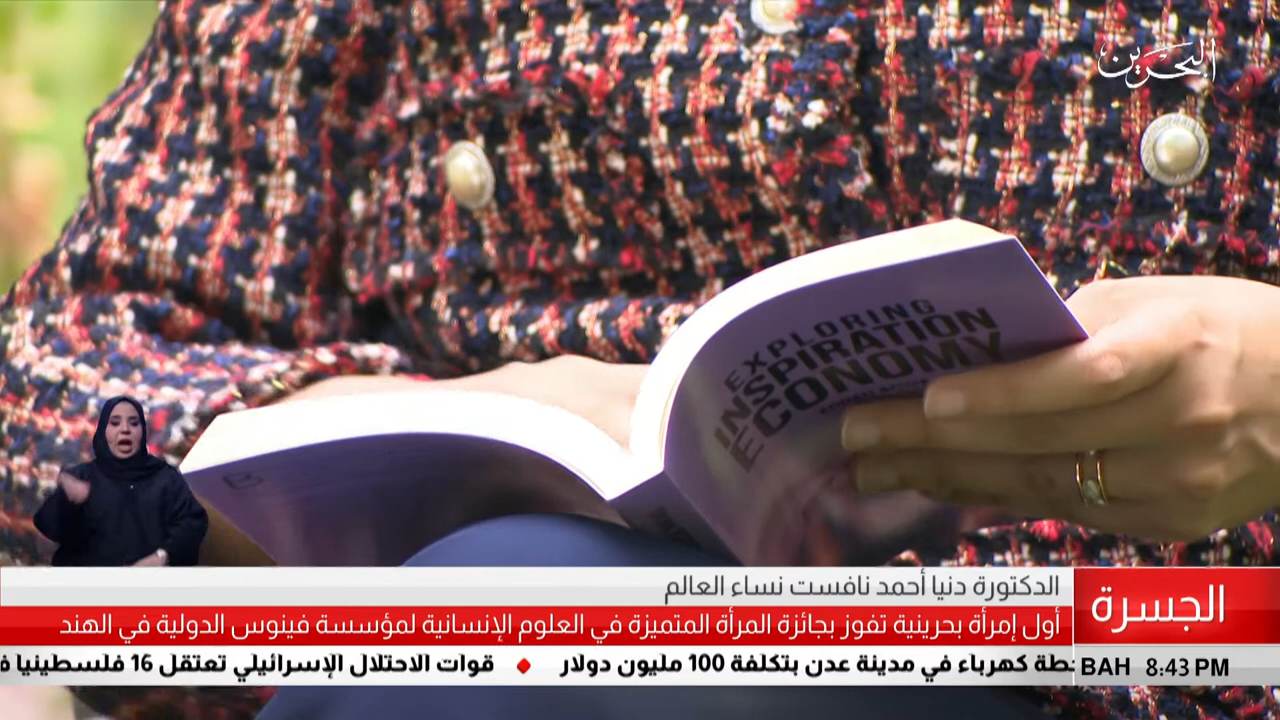 البحرين
EXPLORING
INSPIRATION
ECONOMY
الدكتورة دنيا أحمد نافست نساء العالم
الجسرة
أول إمرأة بحرينية تفوز بجائزة المرأة المتميزة في العلوم الإنسانية لمؤسسة فينوس الدولية في الهند
BAH 8:43 PM
كهرباء في مدينة عدن بتكلفة 100 مليون دولار ♦ قوات الاحتلال الإسرائيلي تعتقل 16 فلسطينيا